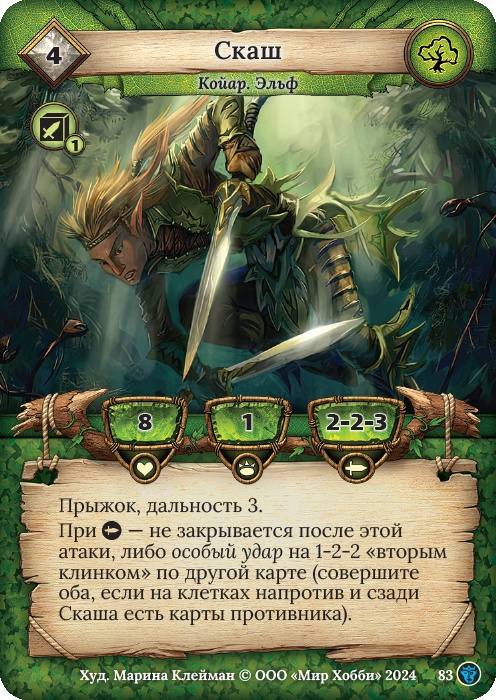 4
Скаш
Койар. Эльф
1
8
1
2-2-3
Прыжок, дальность 3.
При — не закрывается после этой
атаки, либо особый удар на 1-2-2 «вторым
клинком» по другой карте (совершите
оба, если на клетках напротив и сзади
Скаша есть карты противника).
Худ. Марина Клейман © ООО «Мир Хобби» 2024
83